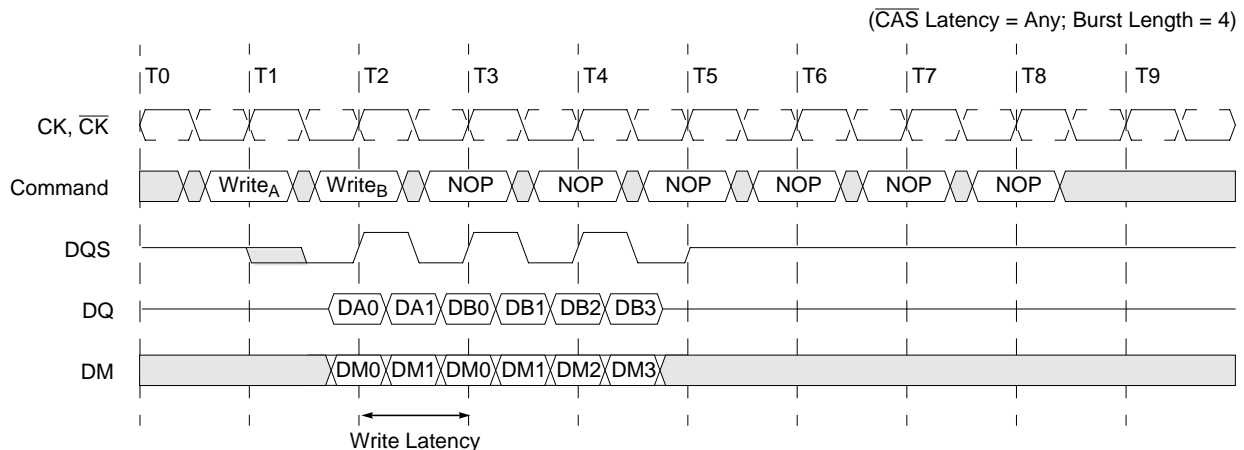 (CAS Latency = Any; Burst Length = 4)
T0 T1 T2 T3 T4 T5 T6 T7 T8 T9
CK, CK
Command WriteA WriteB NOP NOP NOP NOP NOP NOP
DQS
DQ DA0 DA1 DB0 DB1 DB2 DB3
DM DM0 DM1 DM0 DM1 DM2 DM3
Write Latency